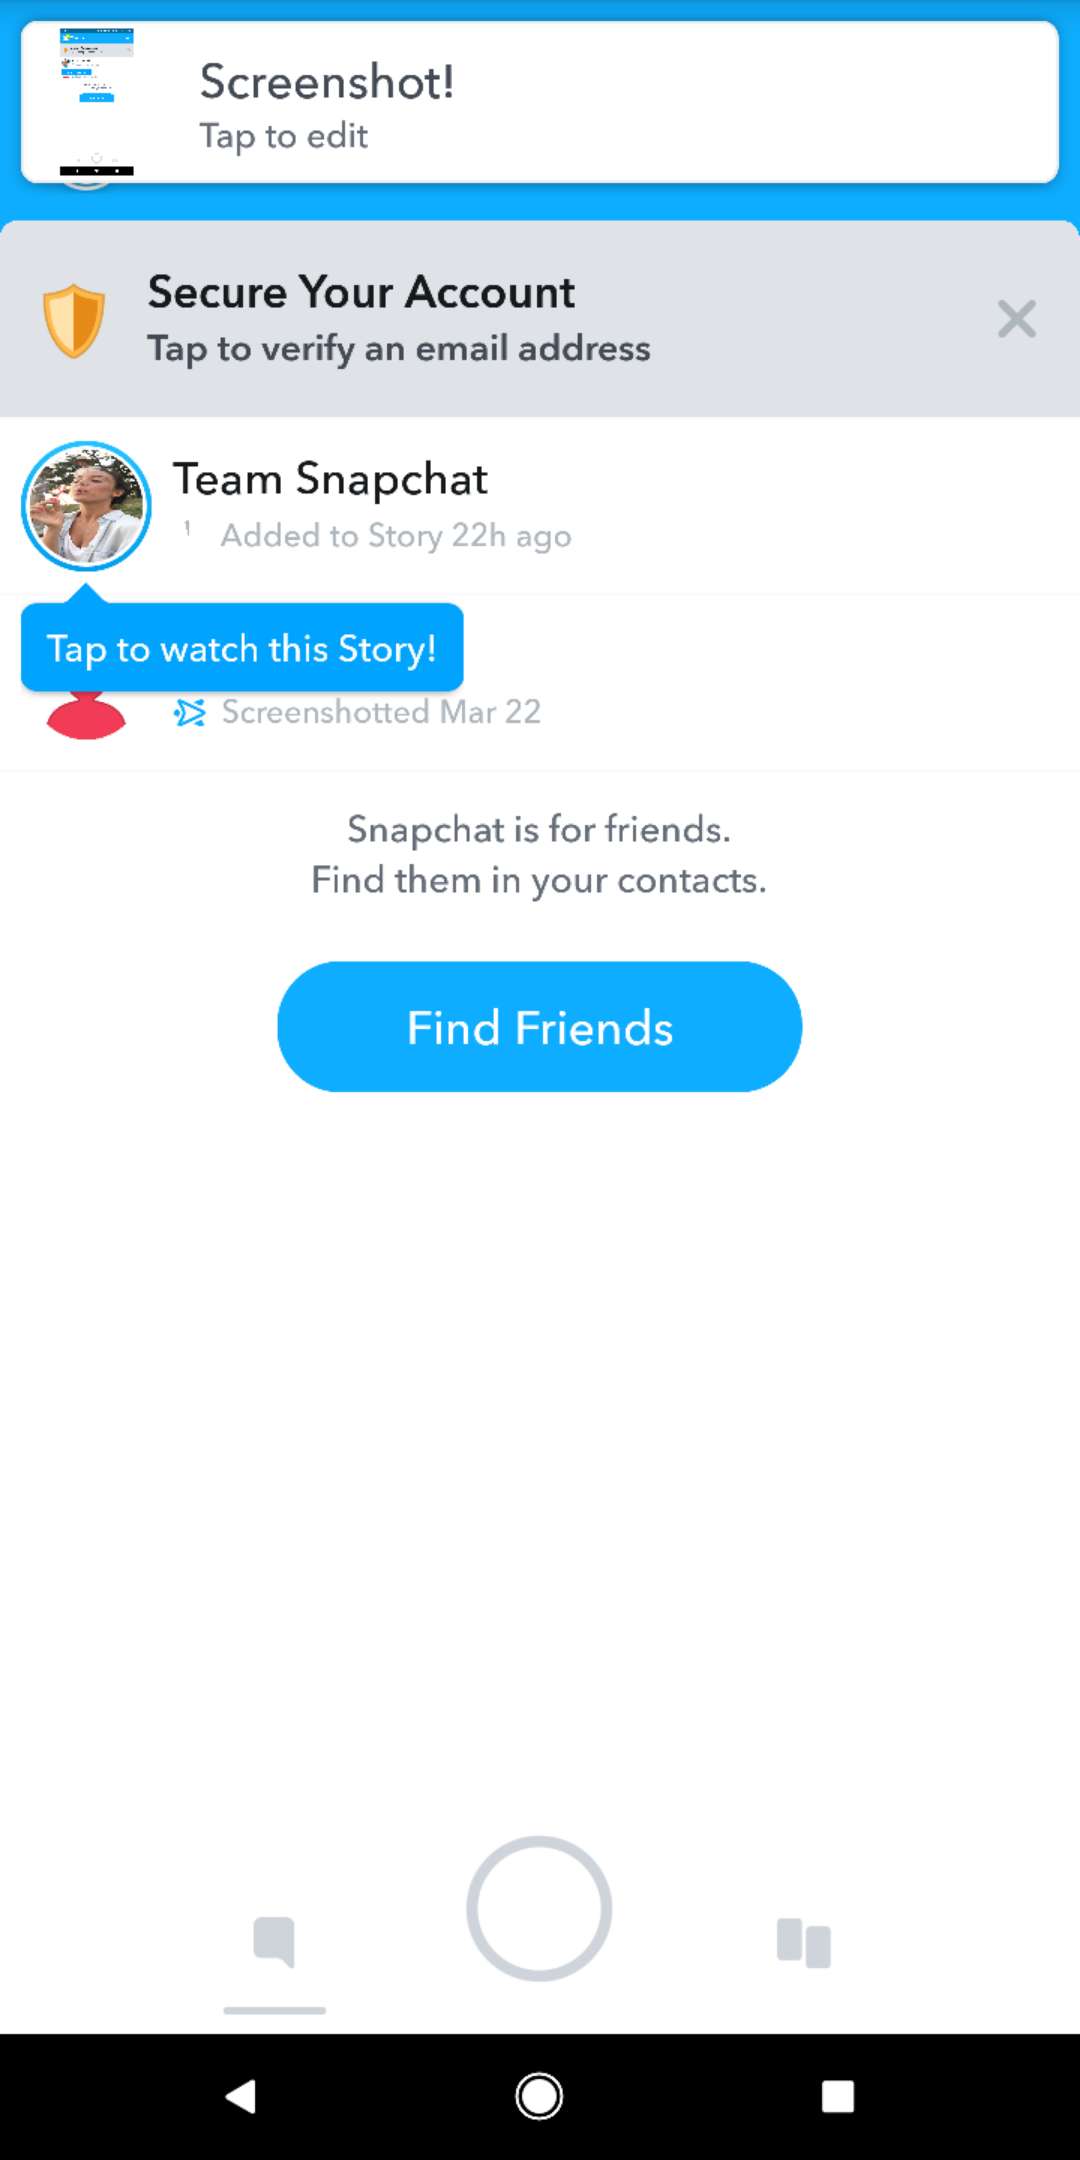 Screenshot!
Tap to edit
Secure Your Account
Tap to verify an email address
Team Snapchat
Added to Story 22h ago
Tap to watch this Story!
Screenshotted Mar 22
Snapchat is for friends.
Find them in your contacts.
Find Friends